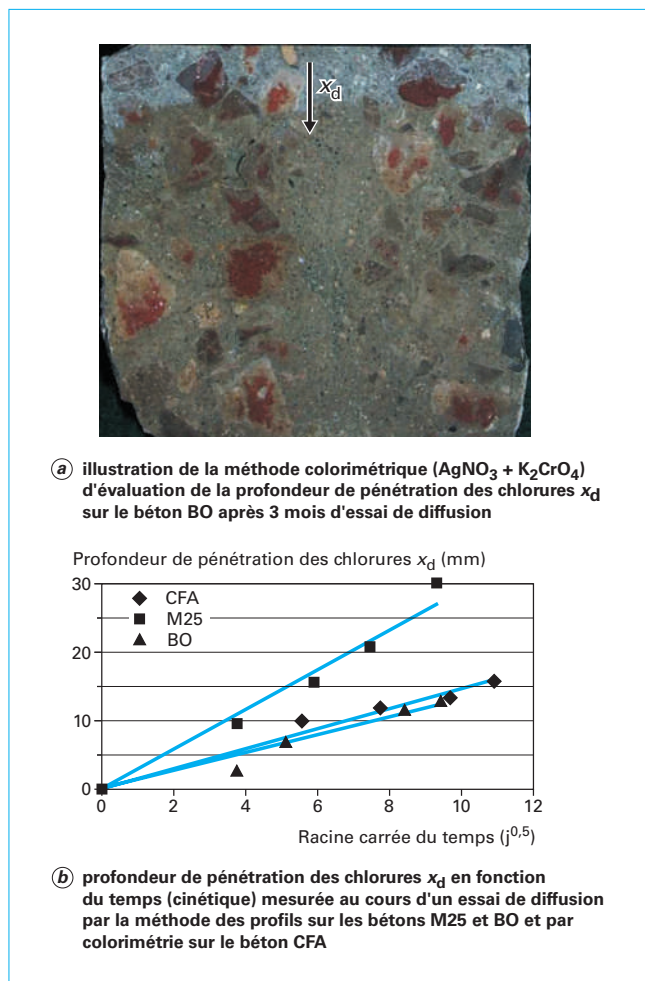 x_d
ⓐ illustration de la méthode colorimétrique (AgNO₃ + K₂CrO₄)
d'évaluation de la profondeur de pénétration des chlorures x_d
sur le béton BO après 3 mois d'essai de diffusion
Profondeur de pénétration des chlorures x_d (mm)
30
20
10
0
CFA
M25
BO
0 2 4 6 8 10 12
Racine carrée du temps (j⁰,⁵)
ⓑ profondeur de pénétration des chlorures x_d en fonction
du temps (cinétique) mesurée au cours d'un essai de diffusion
par la méthode des profils sur les bétons M25 et BO et par
colorimétrie sur le béton CFA